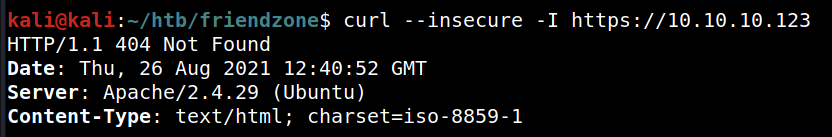 kali@kali:~/htb/friendzone$ curl --insecure -I https://10.10.10.123
HTTP/1.1 404 Not Found
Date: Thu, 26 Aug 2021 12:40:52 GMT
Server: Apache/2.4.29 (Ubuntu)
Content-Type: text/html; charset=iso-8859-1